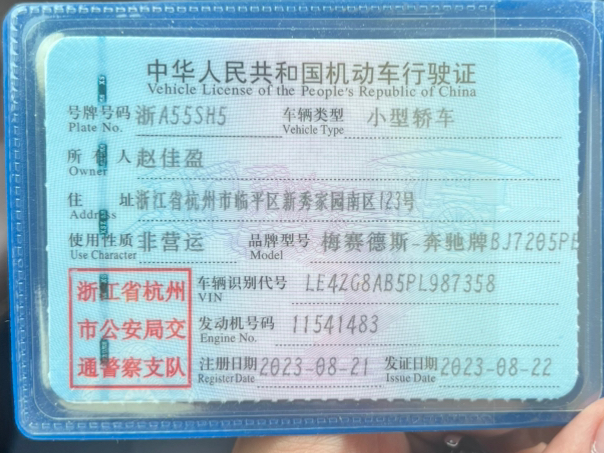 中华人民共和国机动车行驶证
Vehicle License of the People's Republic of China
号牌号码 浙A55SH5 车辆类型 小型轿车
Plate No. Vehicle Type
所有人 赵佳盈
Owner
住址 浙江省杭州市临平区新秀家园南区123号
Address
使用性质 非营运 品牌型号 梅赛德斯-奔驰牌BJ7205PE
Use Character Model
浙江省杭州
市公安局交
通警察支队
车辆识别代号 LE4ZG8AB5PL987358
VIN
发动机号码 11541483
Engine No.
注册日期 2023-08-21 发证日期 2023-08-22
Register Date Issue Date